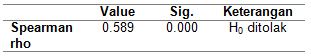 Value Sig. Keterangan
Spearman rho 0.589 0.000 H₀ ditolak